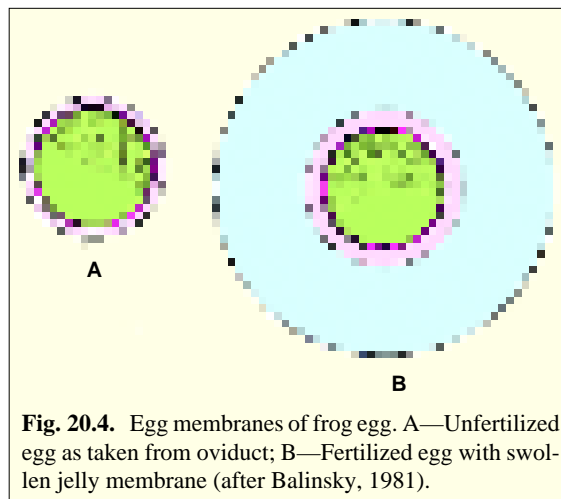 A
B
Fig. 20.4. Egg membranes of frog egg. A—Unfertilized
egg as taken from oviduct; B—Fertilized egg with swol-
len jelly membrane (after Balinsky, 1981).